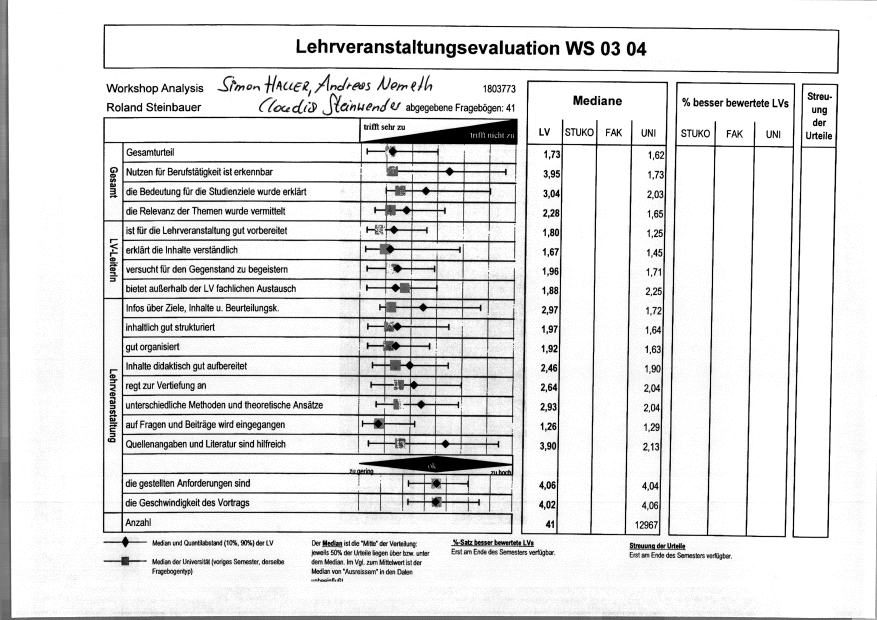 Lehrveranstaltungsevaluation WS 03 04
Workshop Analysis Simon HALLER, Andreas Nemeth 1803773
Roland Steinbauer Claudia Steinwender abgegebene Fragebögen: 41
Mediane
% besser bewertete LVs
Streu-
ung
der
Urteile
LV STUKO FAK UNI
STUKO FAK UNI
trifft sehr zu
trifft nicht zu
Gesamt
Gesamturteil 1,73 1,62
Nutzen für Berufstätigkeit ist erkennbar 3,95 1,73
die Bedeutung für die Studienziele wurde erklärt 3,04 2,03
die Relevanz der Themen wurde vermittelt 2,28 1,65
LV-LeiterIn
ist für die Lehrveranstaltung gut vorbereitet 1,80 1,25
erklärt die Inhalte verständlich 1,67 1,45
versucht für den Gegenstand zu begeistern 1,96 1,71
bietet außerhalb der LV fachlichen Austausch 1,88 2,25
Lehrveranstaltung
Infos über Ziele, Inhalte u. Beurteilungsk. 2,97 1,72
inhaltlich gut strukturiert 1,97 1,64
gut organisiert 1,92 1,63
Inhalte didaktisch gut aufbereitet 2,46 1,90
regt zur Vertiefung an 2,64 2,04
unterschiedliche Methoden und theoretische Ansätze 2,93 2,04
auf Fragen und Beiträge wird eingegangen 1,26 1,29
Quellenangaben und Literatur sind hilfreich 3,90 2,13
zu gering ok zu hoch
die gestellten Anforderungen sind 4,06 4,04
die Geschwindigkeit des Vortrags 4,02 4,06
Anzahl 41 12967
Median und Quantilabstand (10%, 90%) der LV
Median der Universität (voriges Semester, derselbe
Fragebogentyp)
Der Median ist die "Mitte" der Verteilung:
jeweils 50% der Urteile liegen über bzw. unter
dem Median. Im Vgl. zum Mittelwert ist der
Median von "Ausreissern" in den Daten
unbeeinflußt
%-Satz besser bewertete LVs
Erst am Ende des Semesters verfügbar.
Streuung der Urteile
Erst am Ende des Semesters verfügbar.